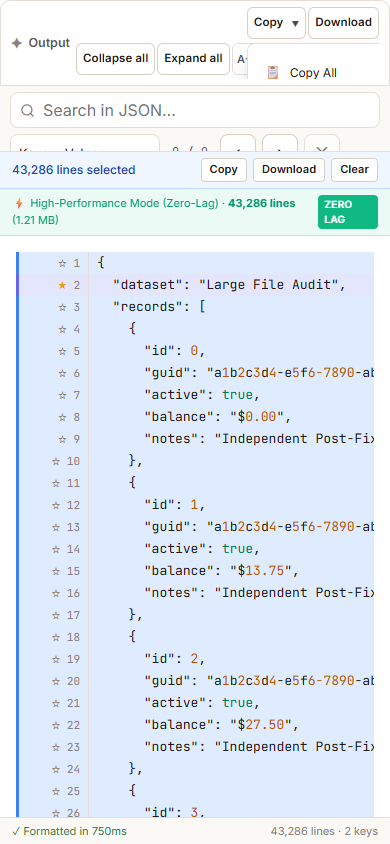 Output
Copy ▼ Download
Collapse all Expand all A
📋 Copy All
Search in JSON...
43,286 lines selected Copy Download Clear
⚡ High-Performance Mode (Zero-Lag) · 43,286 lines (1.21 MB) ZERO LAG
☆ 1 {
★ 2 "dataset": "Large File Audit",
☆ 3 "records": [
☆ 4 {
☆ 5 "id": 0,
☆ 6 "guid": "a1b2c3d4-e5f6-7890-ab
☆ 7 "active": true,
☆ 8 "balance": "$0.00",
☆ 9 "notes": "Independent Post-Fix
☆ 10 },
☆ 11 {
☆ 12 "id": 1,
☆ 13 "guid": "a1b2c3d4-e5f6-7890-ab
☆ 14 "active": true,
☆ 15 "balance": "$13.75",
☆ 16 "notes": "Independent Post-Fix
☆ 17 },
☆ 18 {
☆ 19 "id": 2,
☆ 20 "guid": "a1b2c3d4-e5f6-7890-ab
☆ 21 "active": true,
☆ 22 "balance": "$27.50",
☆ 23 "notes": "Independent Post-Fix
☆ 24 },
☆ 25 {
☆ 26 "id": 3,
✓ Formatted in 750ms 43,286 lines · 2 keys